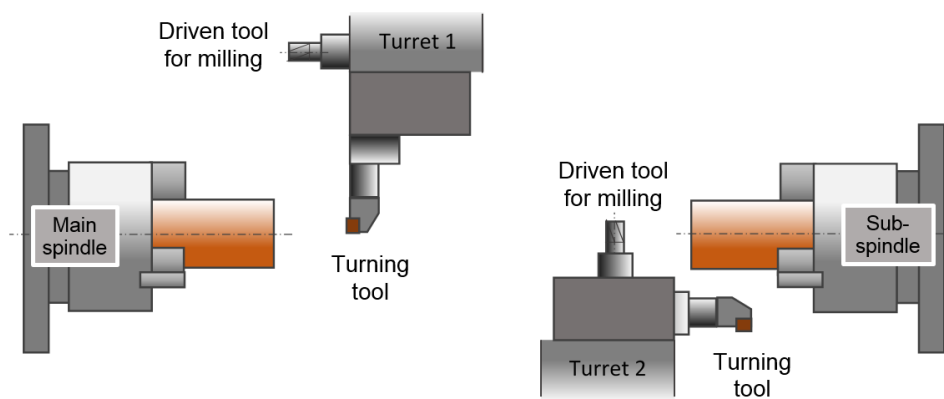 Driven tool
for milling
Turret 1
Main
spindle
Turning
tool
Driven tool
for milling
Sub-
spindle
Turret 2
Turning
tool